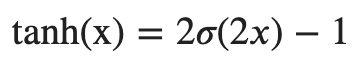 tanh(x) = 2σ(2x) − 1